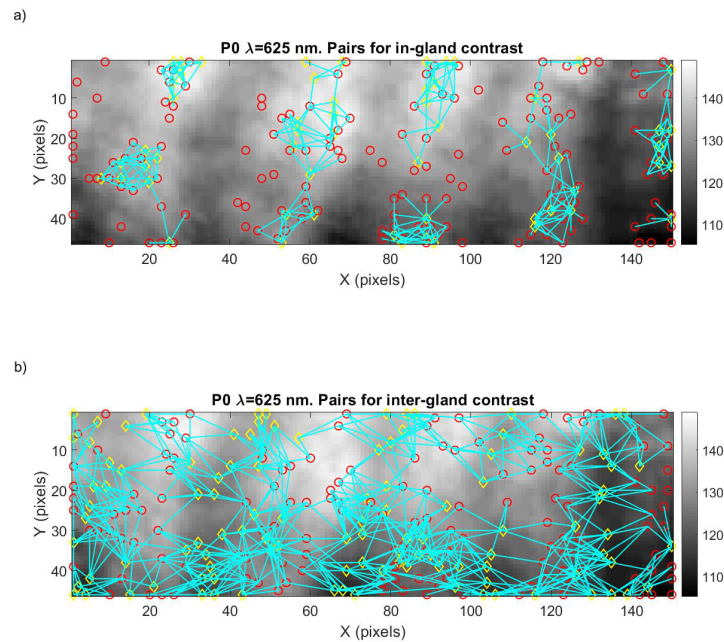 a)
P0 λ=625 nm. Pairs for in-gland contrast
10
20
30
40
Y (pixels)
20 40 60 80 100 120 140
X (pixels)
140
130
120
110
b)
P0 λ=625 nm. Pairs for inter-gland contrast
10
20
30
40
Y (pixels)
20 40 60 80 100 120 140
X (pixels)
140
130
120
110